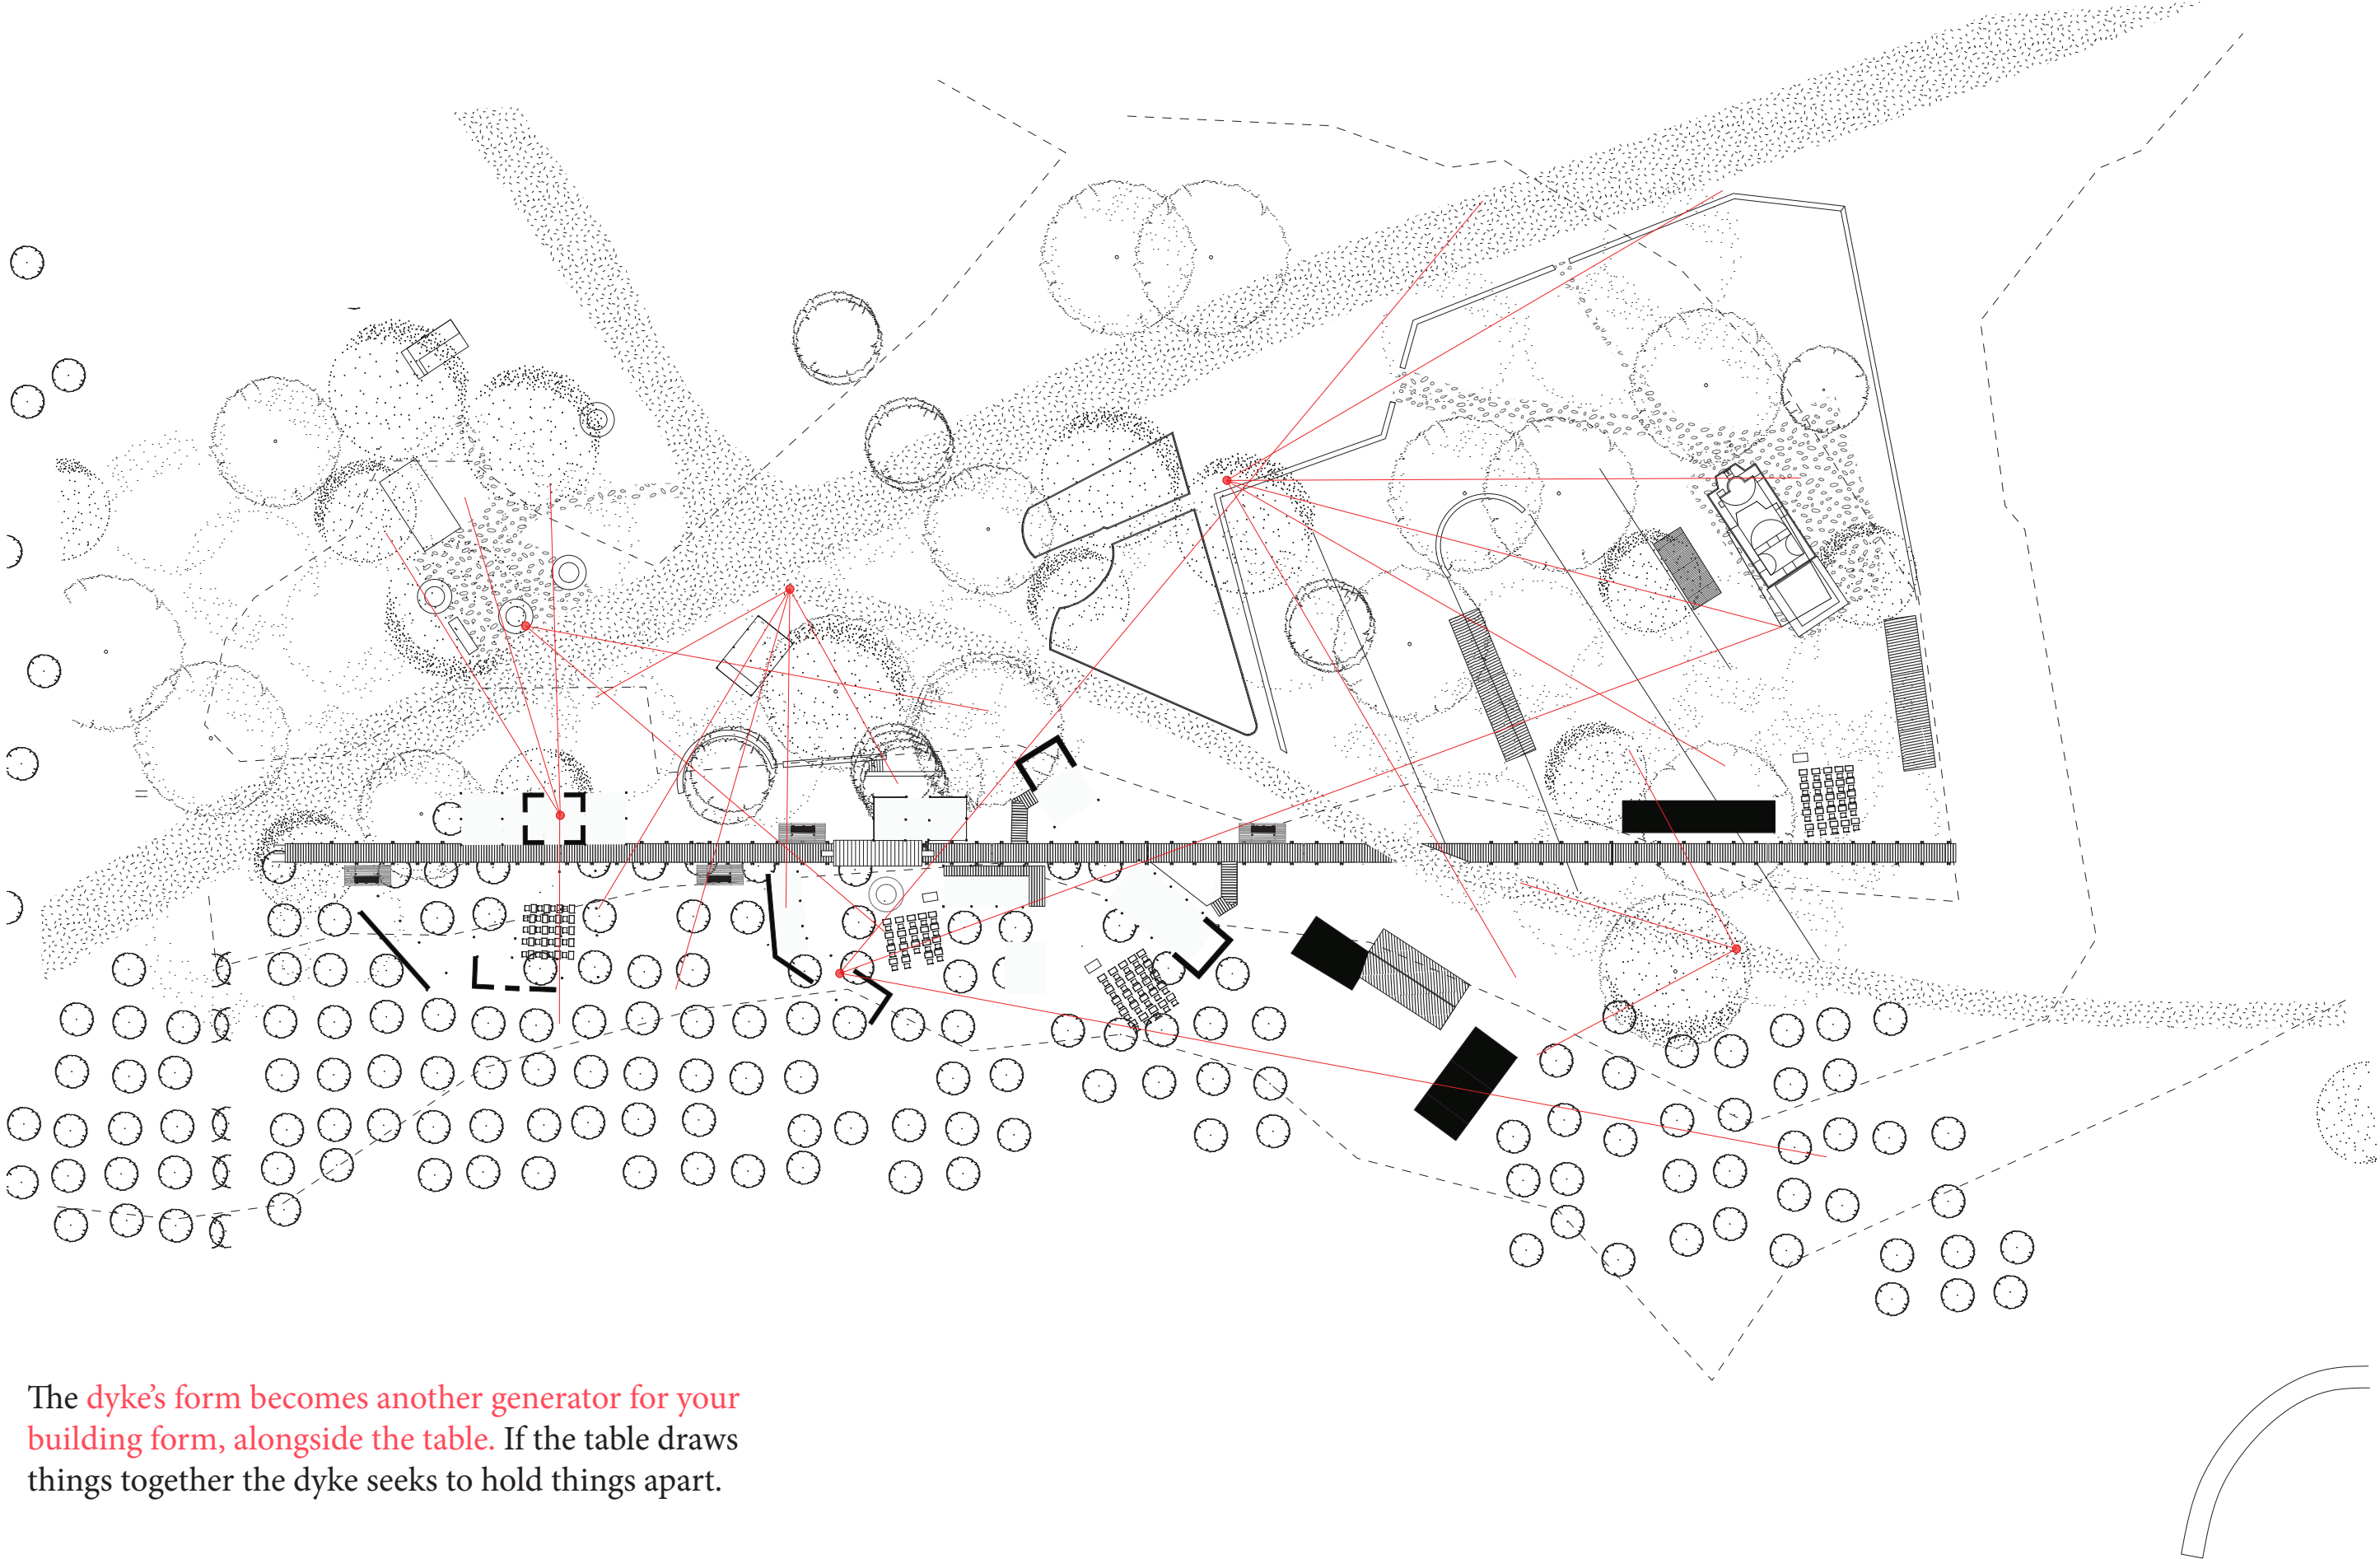 The dyke’s form becomes another generator for your
building form, alongside the table. If the table draws
things together the dyke seeks to hold things apart.